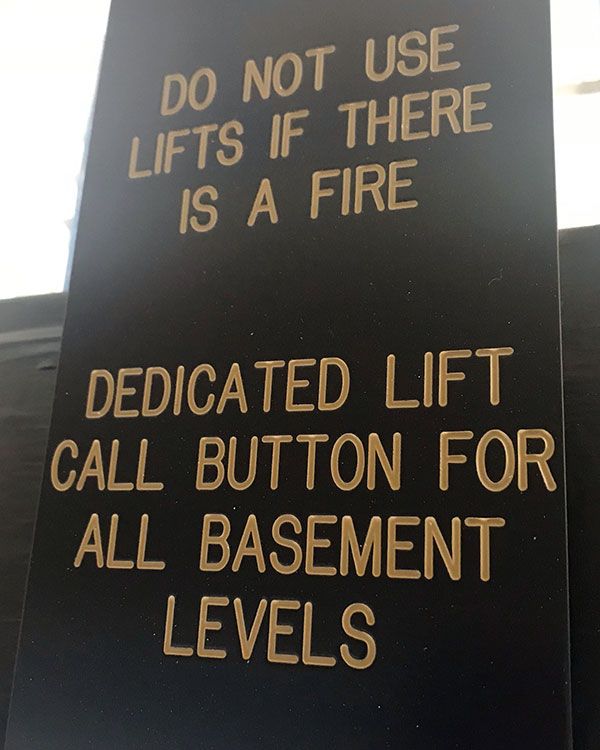 DO NOT USE
LIFTS IF THERE
IS A FIRE
DEDICATED LIFT
CALL BUTTON FOR
ALL BASEMENT
LEVELS